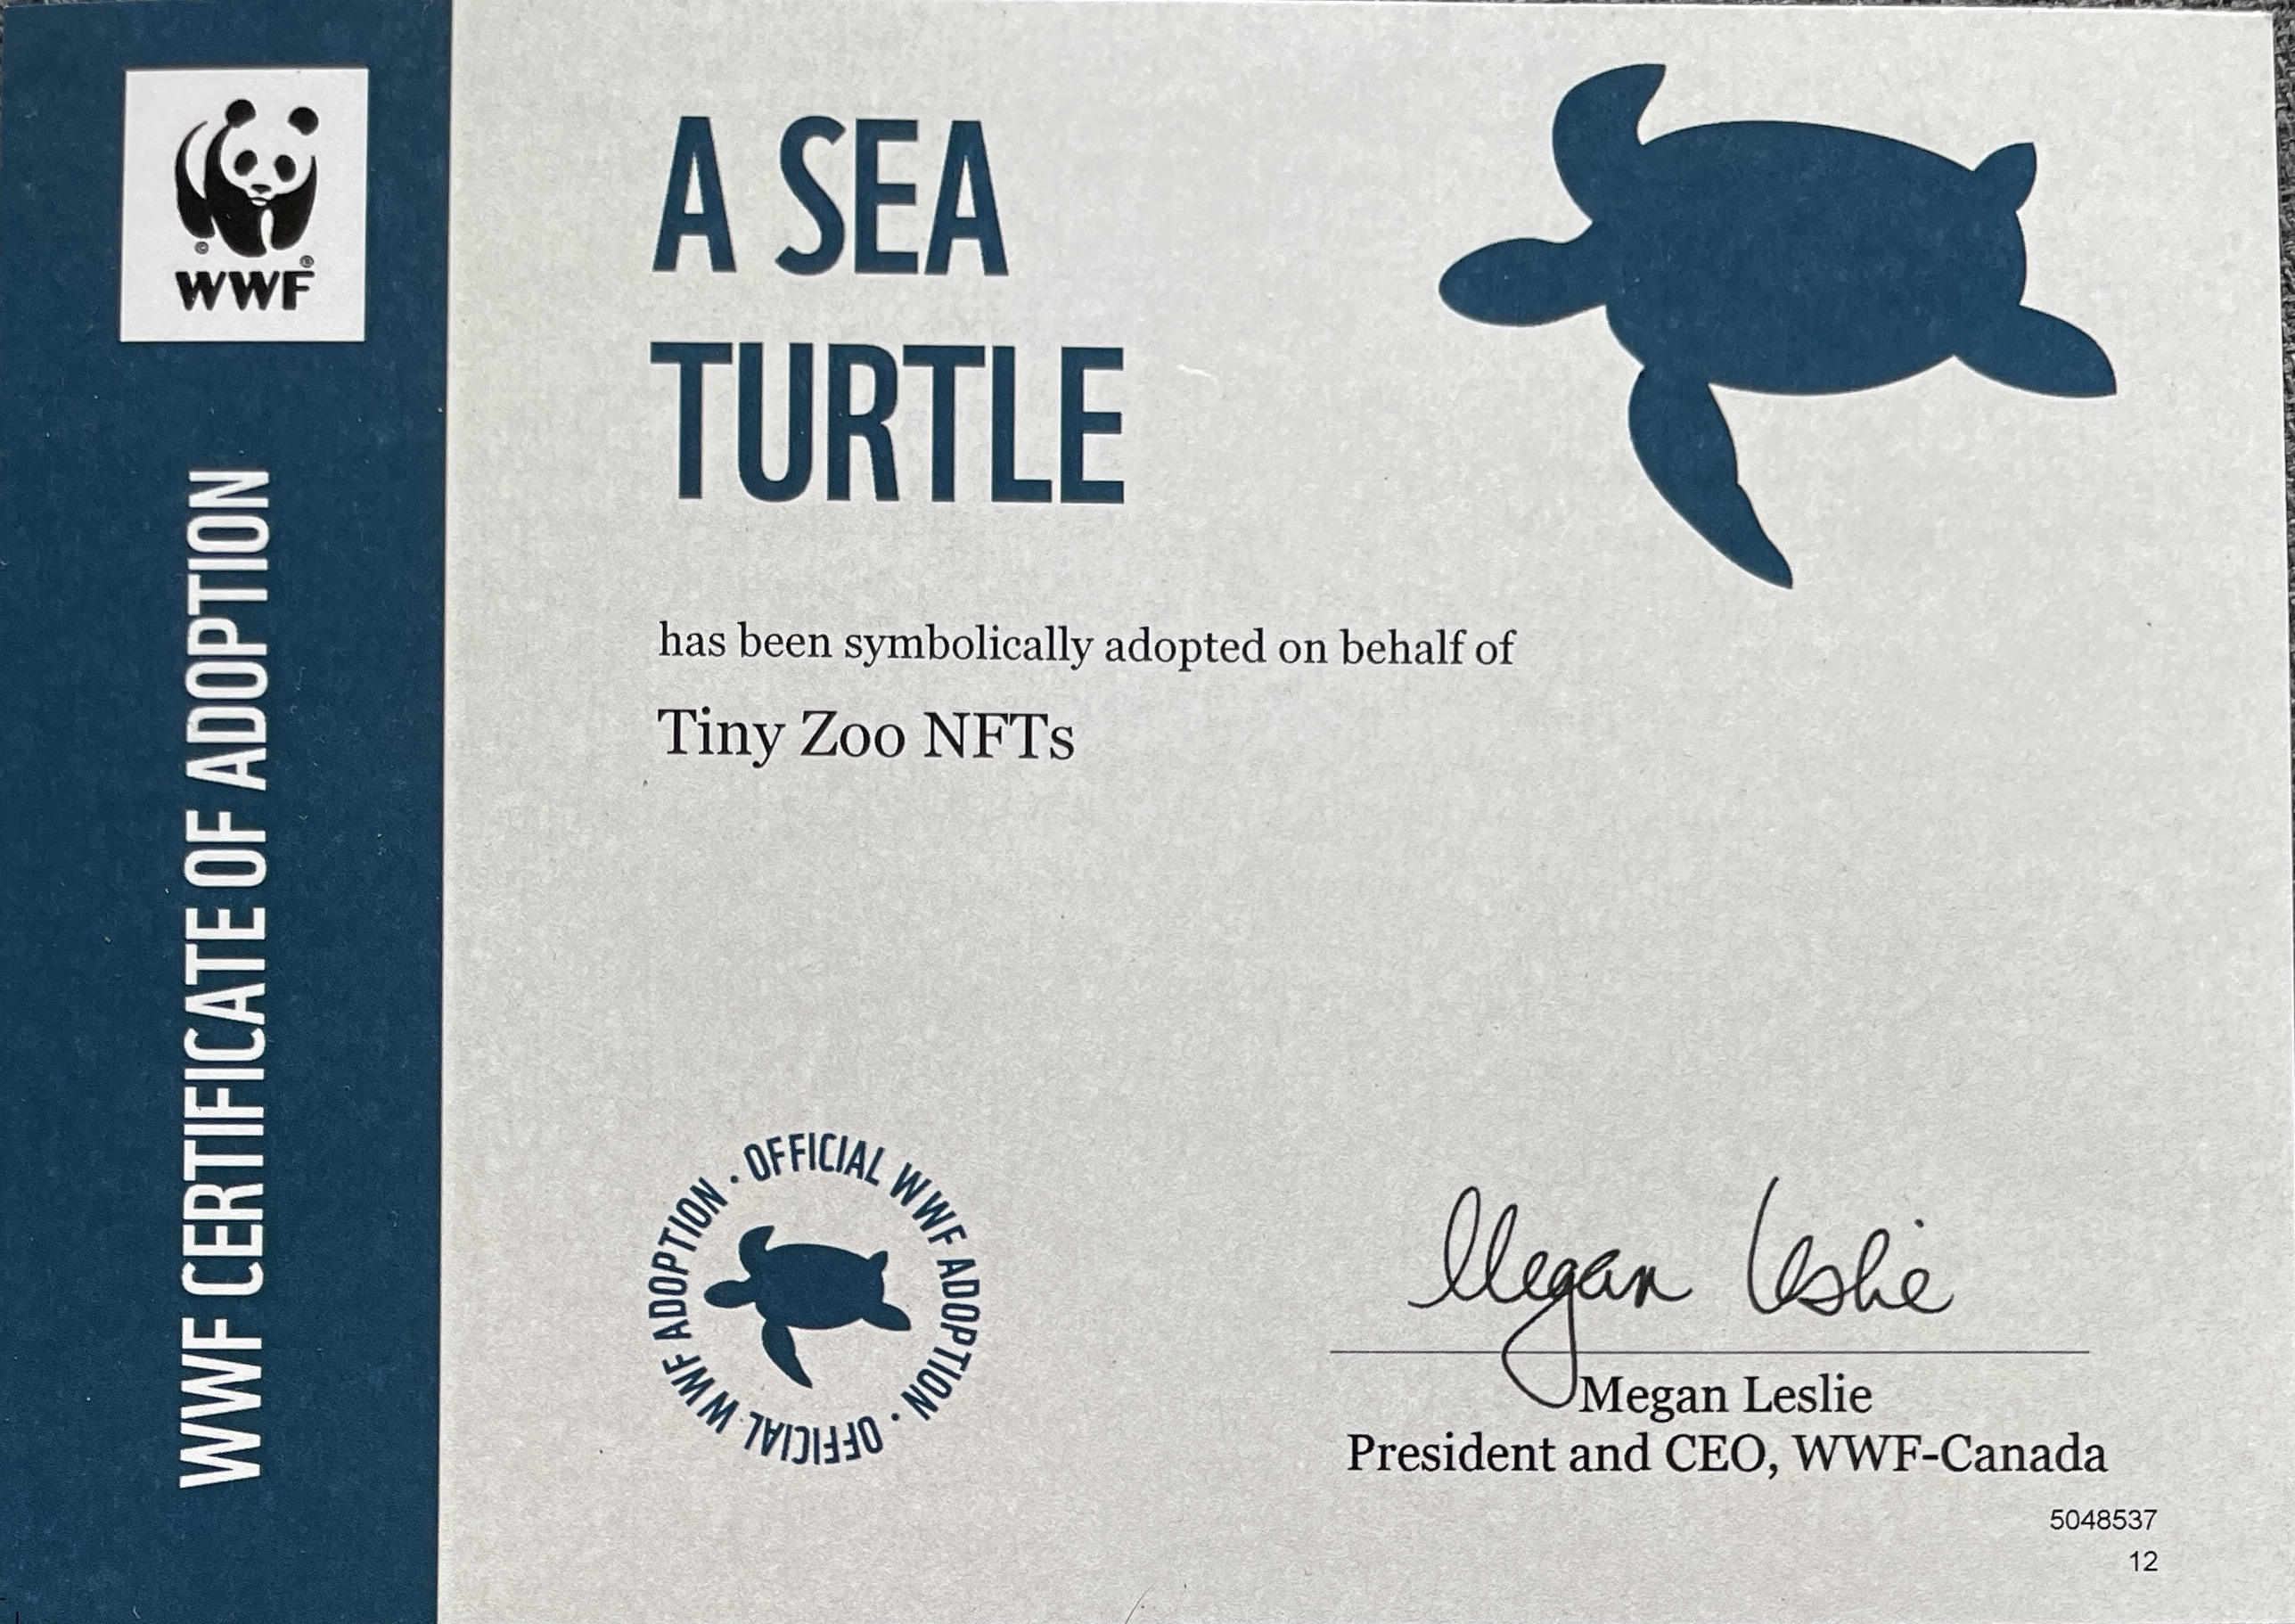 WWF
WWF CERTIFICATE OF ADOPTION
A SEA
TURTLE
has been symbolically adopted on behalf of
Tiny Zoo NFTs
OFFICIAL WWF ADOPTION · OFFICIAL WWF ADOPTION ·
Megan Leslie
Megan Leslie
President and CEO, WWF-Canada
5048537
12